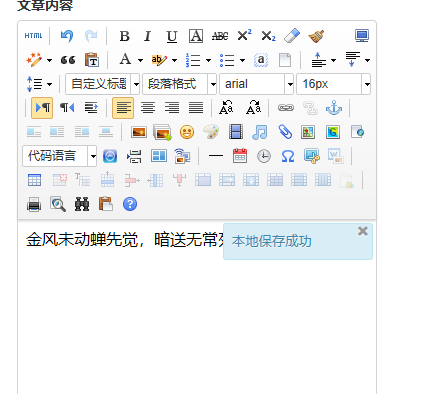 文章内容
HTML
B I U A ABC X² X₂
A
自定义标题 段落格式 arial 16px
代码语言
金风未动蝉先觉，暗送无常
本地保存成功